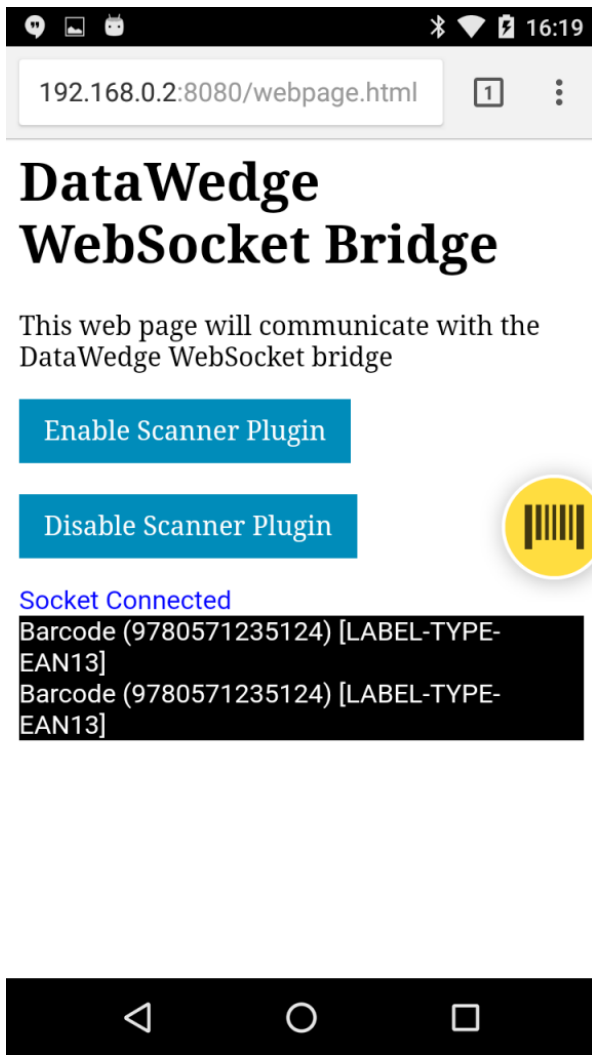 16:19
192.168.0.2:8080/webpage.html
1
DataWedge
WebSocket Bridge
This web page will communicate with the
DataWedge WebSocket bridge
Enable Scanner Plugin
Disable Scanner Plugin
Socket Connected
Barcode (9780571235124) [LABEL-TYPE-
EAN13]
Barcode (9780571235124) [LABEL-TYPE-
EAN13]